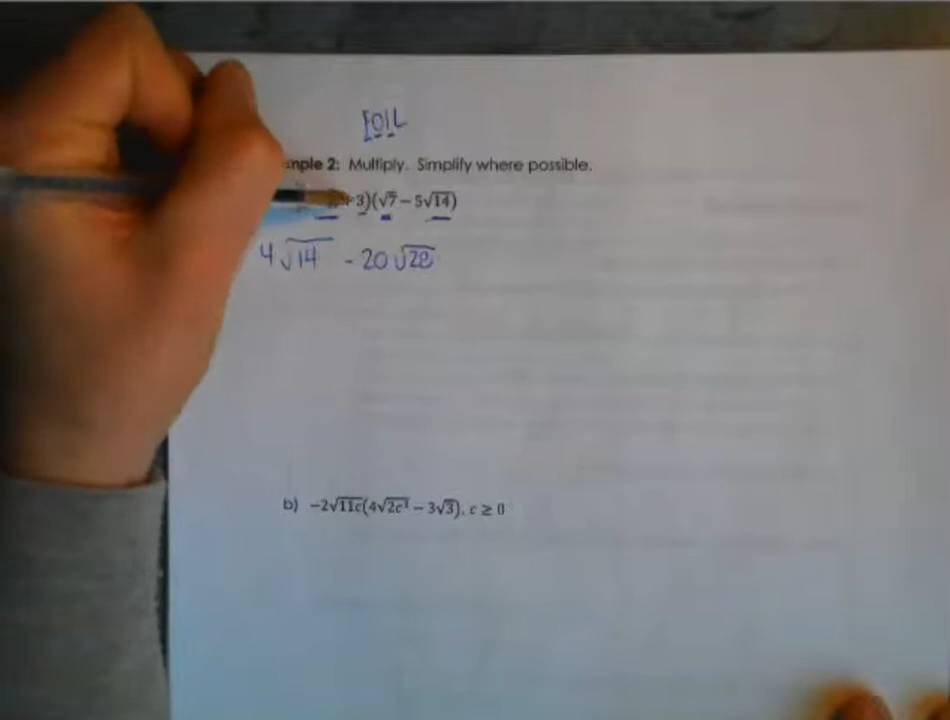 FOIL
Example 2: Multiply. Simplify where possible.
+ 3)(√7 − 5√14)
4√14 - 20√28
b) −2√11c(4√2c³ − 3√3), c ≥ 0